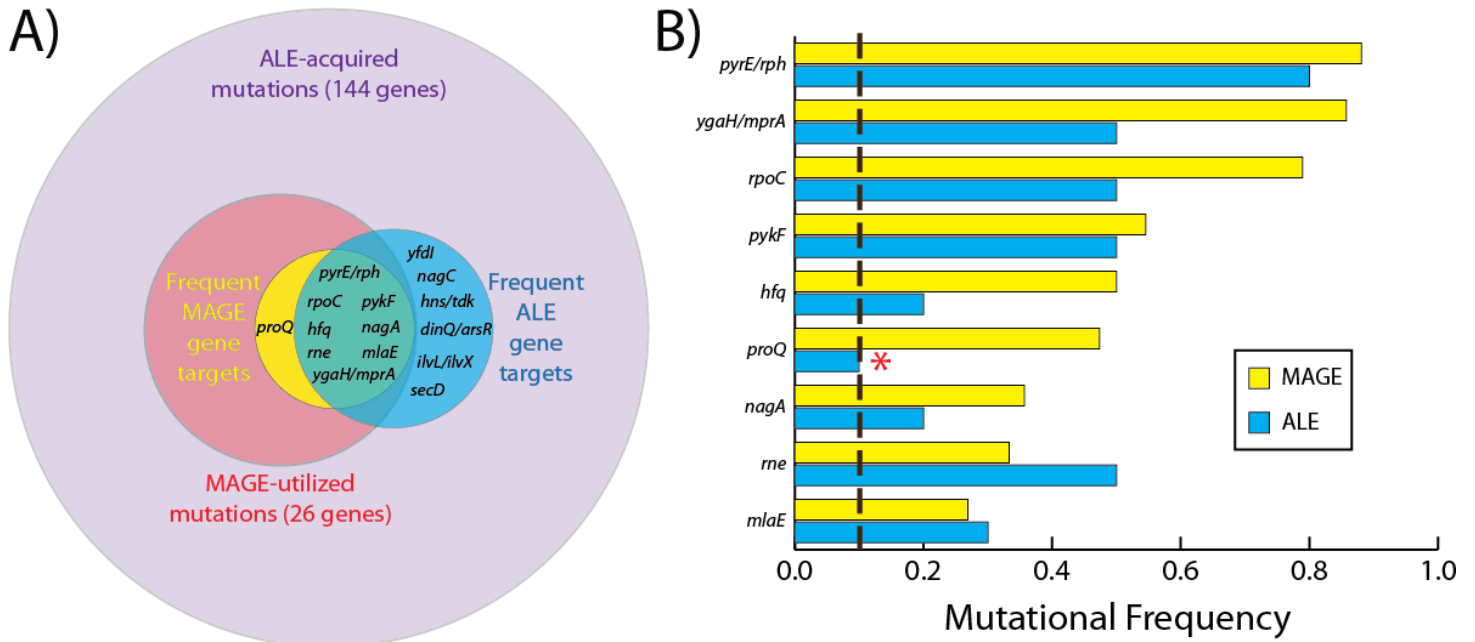 A)
ALE-acquired
mutations (144 genes)
Frequent
MAGE
gene
targets
proQ
pyrE/rph
rpoC pykF
hfq nagA
rne mlaE
ygaH/mprA
yfdI
nagC
hns/tdk
dinQ/arsR
ilvL/ilvX
secD
Frequent
ALE
gene
targets
MAGE-utilized
mutations (26 genes)
B)
pyrE/rph
ygaH/mprA
rpoC
pykF
hfq
proQ
*
nagA
rne
mlaE
MAGE
ALE
0.0 0.2 0.4 0.6 0.8 1.0
Mutational Frequency